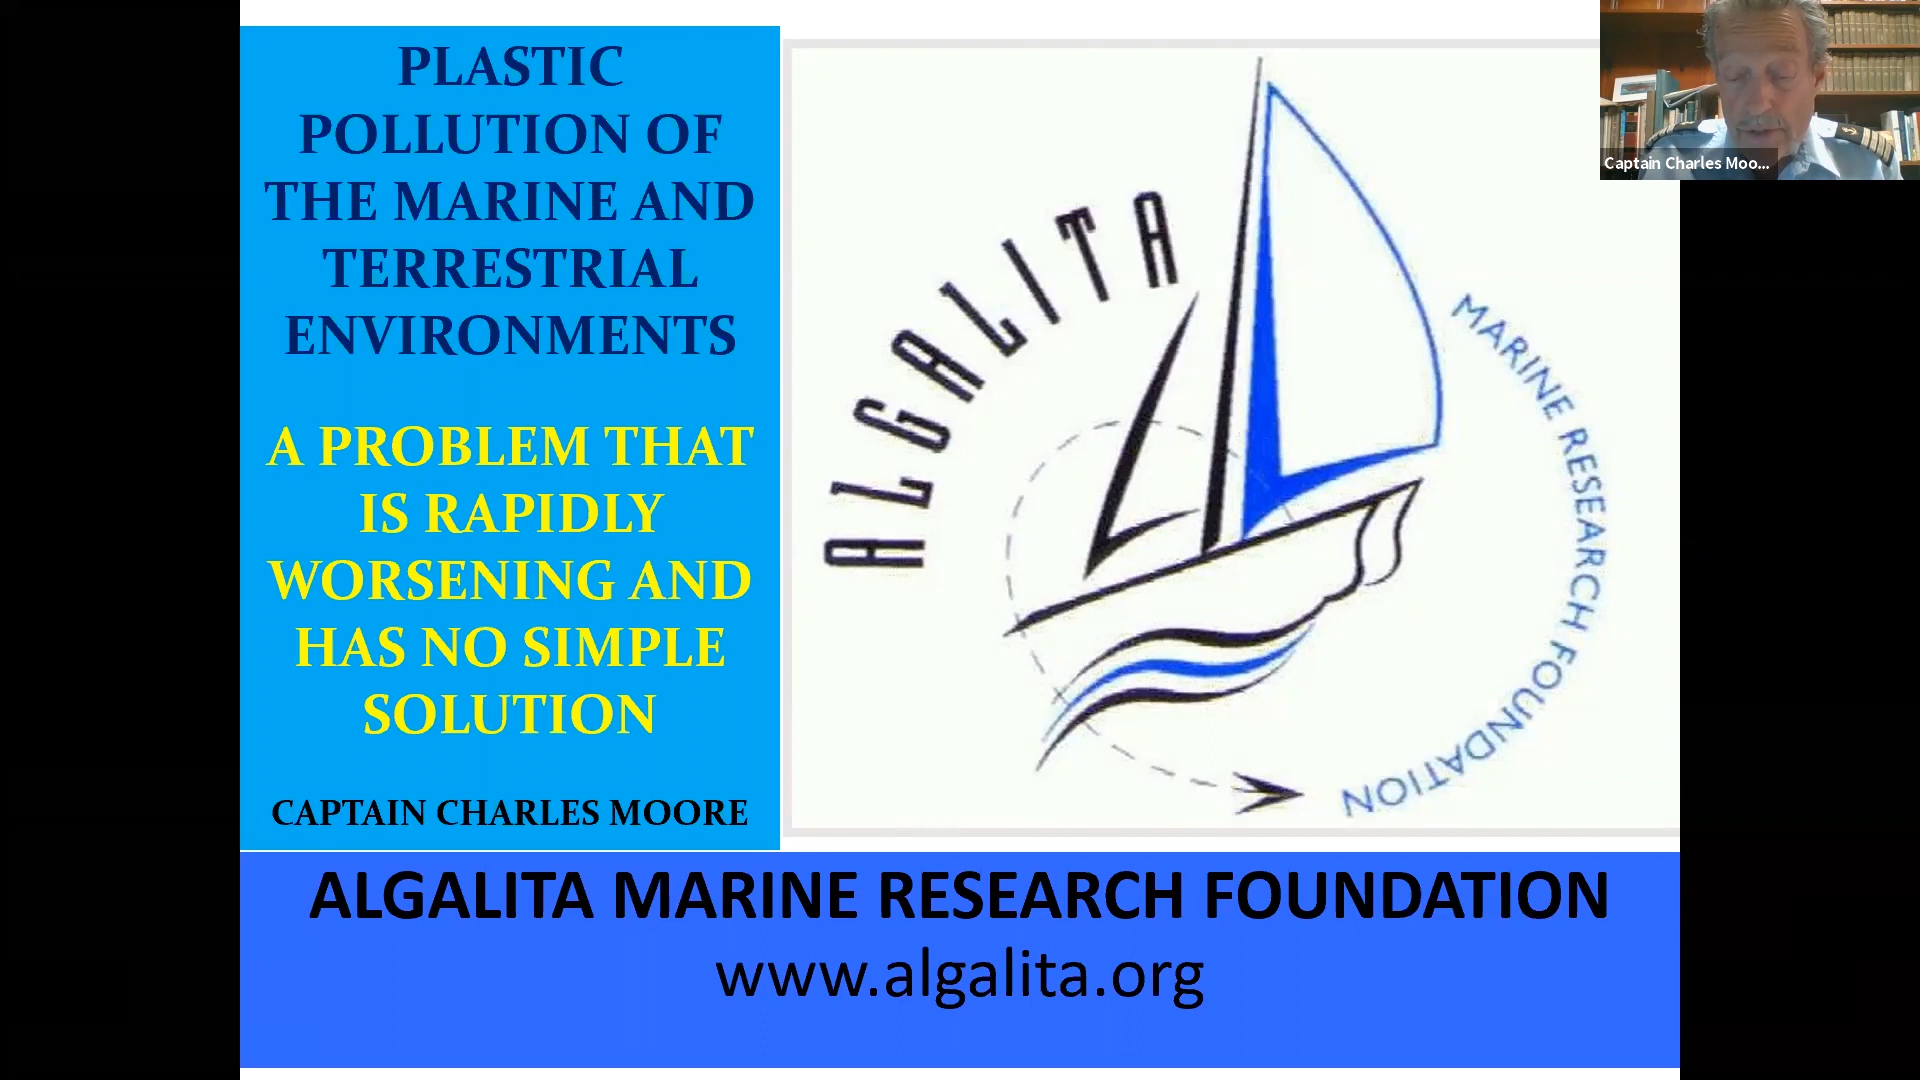 PLASTIC
POLLUTION OF
THE MARINE AND
TERRESTRIAL
ENVIRONMENTS
A PROBLEM THAT
IS RAPIDLY
WORSENING AND
HAS NO SIMPLE
SOLUTION
CAPTAIN CHARLES MOORE
ALGALITA
MARINE RESEARCH FOUNDATION
Captain Charles Moo...
ALGALITA MARINE RESEARCH FOUNDATION
www.algalita.org